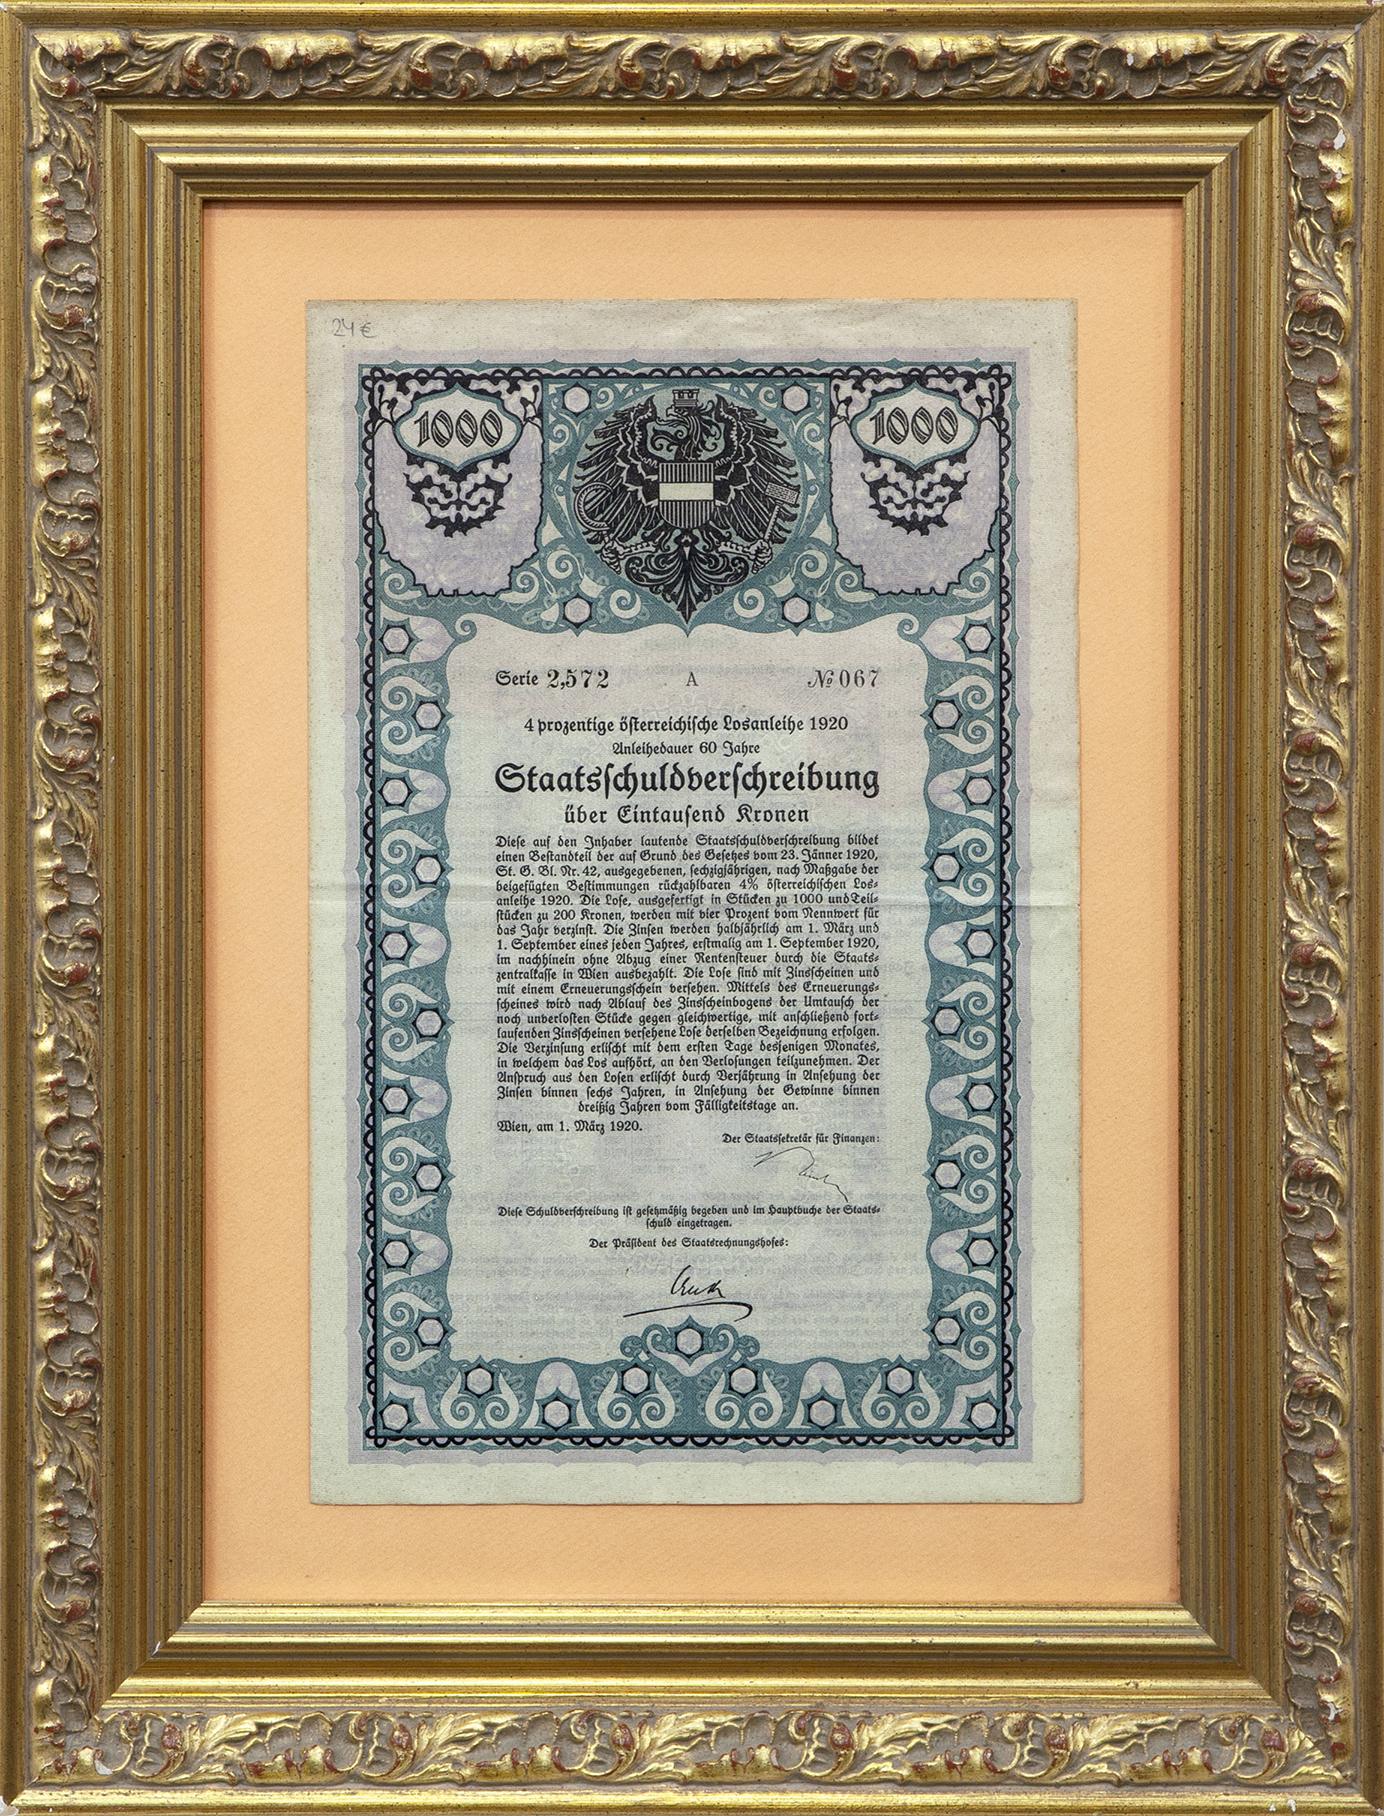 24 €
1000 1000
Serie 2,572 A № 067
4 prozentige österreichische Losanleihe 1920
Anleihedauer 60 Jahre
Staatsschuldverschreibung
über Eintausend Kronen
Diese auf den Inhaber lautende Staatsschuldverschreibung bildet
einen Bestandteil der auf Grund des Gesetzes vom 23. Jänner 1920,
St. G. Bl. Nr. 42, ausgegebenen, sechzigjährigen, nach Maßgabe der
beigefügten Bestimmungen rückzahlbaren 4% österreichischen Los-
anleihe 1920. Die Lose, ausgefertigt in Stücken zu 1000 und Teil-
stücken zu 200 Kronen, werden mit vier Prozent vom Nennwert für
das Jahr verzinst. Die Zinsen werden halbjährlich am 1. März und
1. September eines jeden Jahres, erstmalig am 1. September 1920,
im nachhinein ohne Abzug einer Rentensteuer durch die Staats-
zentralkasse in Wien ausbezahlt. Die Lose sind mit Zinsscheinen und
mit einem Erneuerungsschein versehen. Mittels des Erneuerungs-
scheines wird nach Ablauf des Zinsscheinbogens der Umtausch der
noch unverlosten Stücke gegen gleichwertige, mit anschließend fort-
laufenden Zinsscheinen versehene Lose derselben Bezeichnung erfolgen.
Die Verzinsung erlischt mit dem ersten Tage desjenigen Monates,
in welchem das Los aufhört, an den Verlosungen teilzunehmen. Der
Anspruch aus den Losen erlischt durch Verjährung in Ansehung der
Zinsen binnen sechs Jahren, in Ansehung der Gewinne binnen
dreißig Jahren vom Fälligkeitstage an.
Wien, am 1. März 1920.
Der Staatssekretär für Finanzen:
Diese Schuldverschreibung ist gesetzmäßig begeben und im Hauptbuche der Staats-
schuld eingetragen.
Der Präsident des Staatsrechnungshofes: